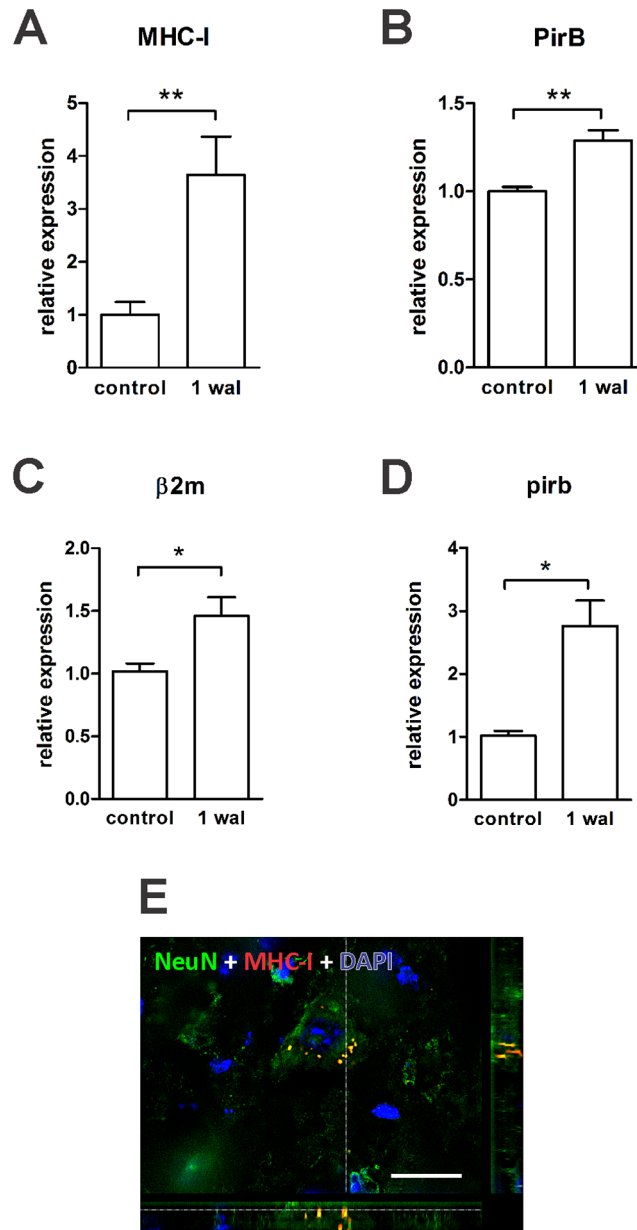 A
MHC-I
**
relative expression
5
4
3
2
1
0
control
1 wal
B
PirB
**
relative expression
1.5
1.0
0.5
0.0
control
1 wal
C
β2m
*
relative expression
2.0
1.5
1.0
0.5
0.0
control
1 wal
D
pirb
*
relative expression
4
3
2
1
0
control
1 wal
E
NeuN + MHC-I + DAPI